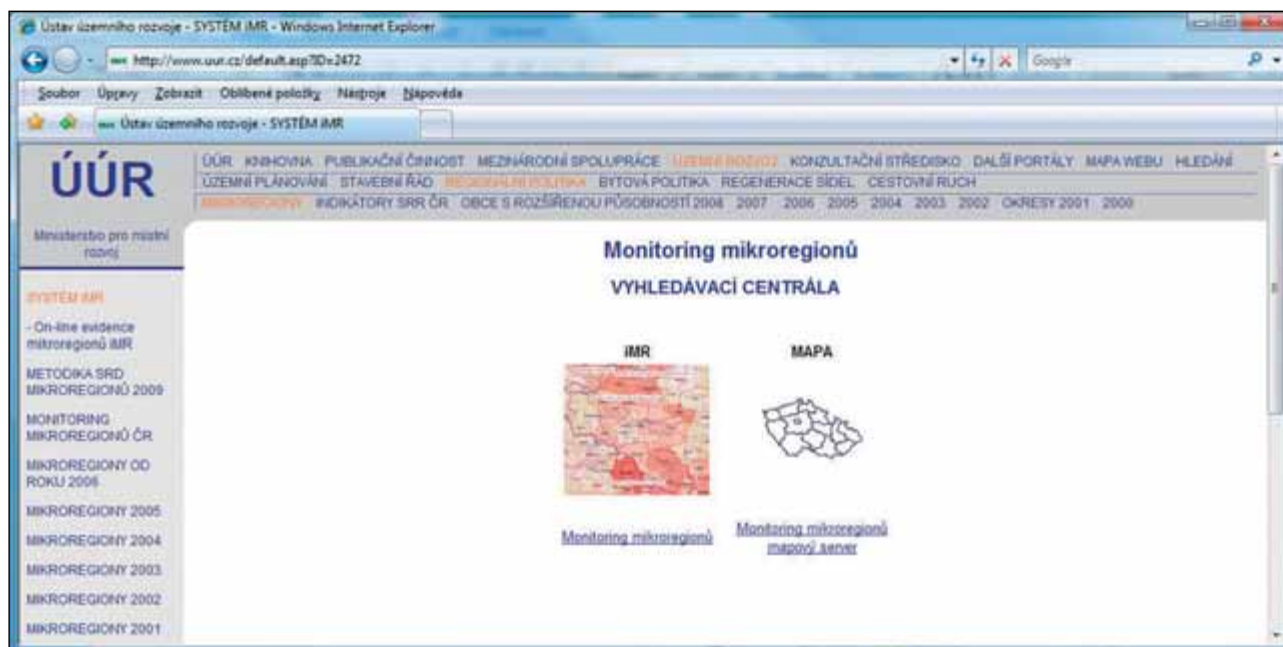 Ústav územního rozvoje - SYSTÉM iMR - Windows Internet Explorer
http://www.uur.cz/default.asp?ID=2472
Google
Soubor Úpravy Zobrazit Oblíbené položky Nástroje Nápověda
Ústav územního rozvoje - SYSTÉM iMR
ÚÚR
ÚÚR KNIHOVNA PUBLIKAČNÍ ČINNOST MEZINÁRODNÍ SPOLUPRÁCE ÚZEMNÍ ROZVOJ KONZULTAČNÍ STŘEDISKO DALŠÍ PORTÁLY MAPA WEBU HLEDÁNÍ
ÚZEMNÍ PLÁNOVÁNÍ STAVEBNÍ ŘÁD REGIONÁLNÍ POLITIKA BYTOVÁ POLITIKA REGENERACE SÍDEL CESTOVNÍ RUCH
MIKROREGIONY INDIKÁTORY SRR ČR OBCE S ROZŠÍŘENOU PŮSOBNOSTÍ 2008 2007 2006 2005 2004 2003 2002 OKRESY 2001 2000
Ministerstvo pro místní
rozvoj
SYSTÉM iMR
- On-line evidence
mikroregionů iMR
METODIKA SRD
MIKROREGIONŮ 2009
MONITORING
MIKROREGIONŮ ČR
MIKROREGIONY OD
ROKU 2006
MIKROREGIONY 2005
MIKROREGIONY 2004
MIKROREGIONY 2003
MIKROREGIONY 2002
MIKROREGIONY 2001
Monitoring mikroregionů
VYHLEDÁVACÍ CENTRÁLA
iMR
MAPA
Monitoring mikroregionů
Monitoring mikroregionů
mapový server